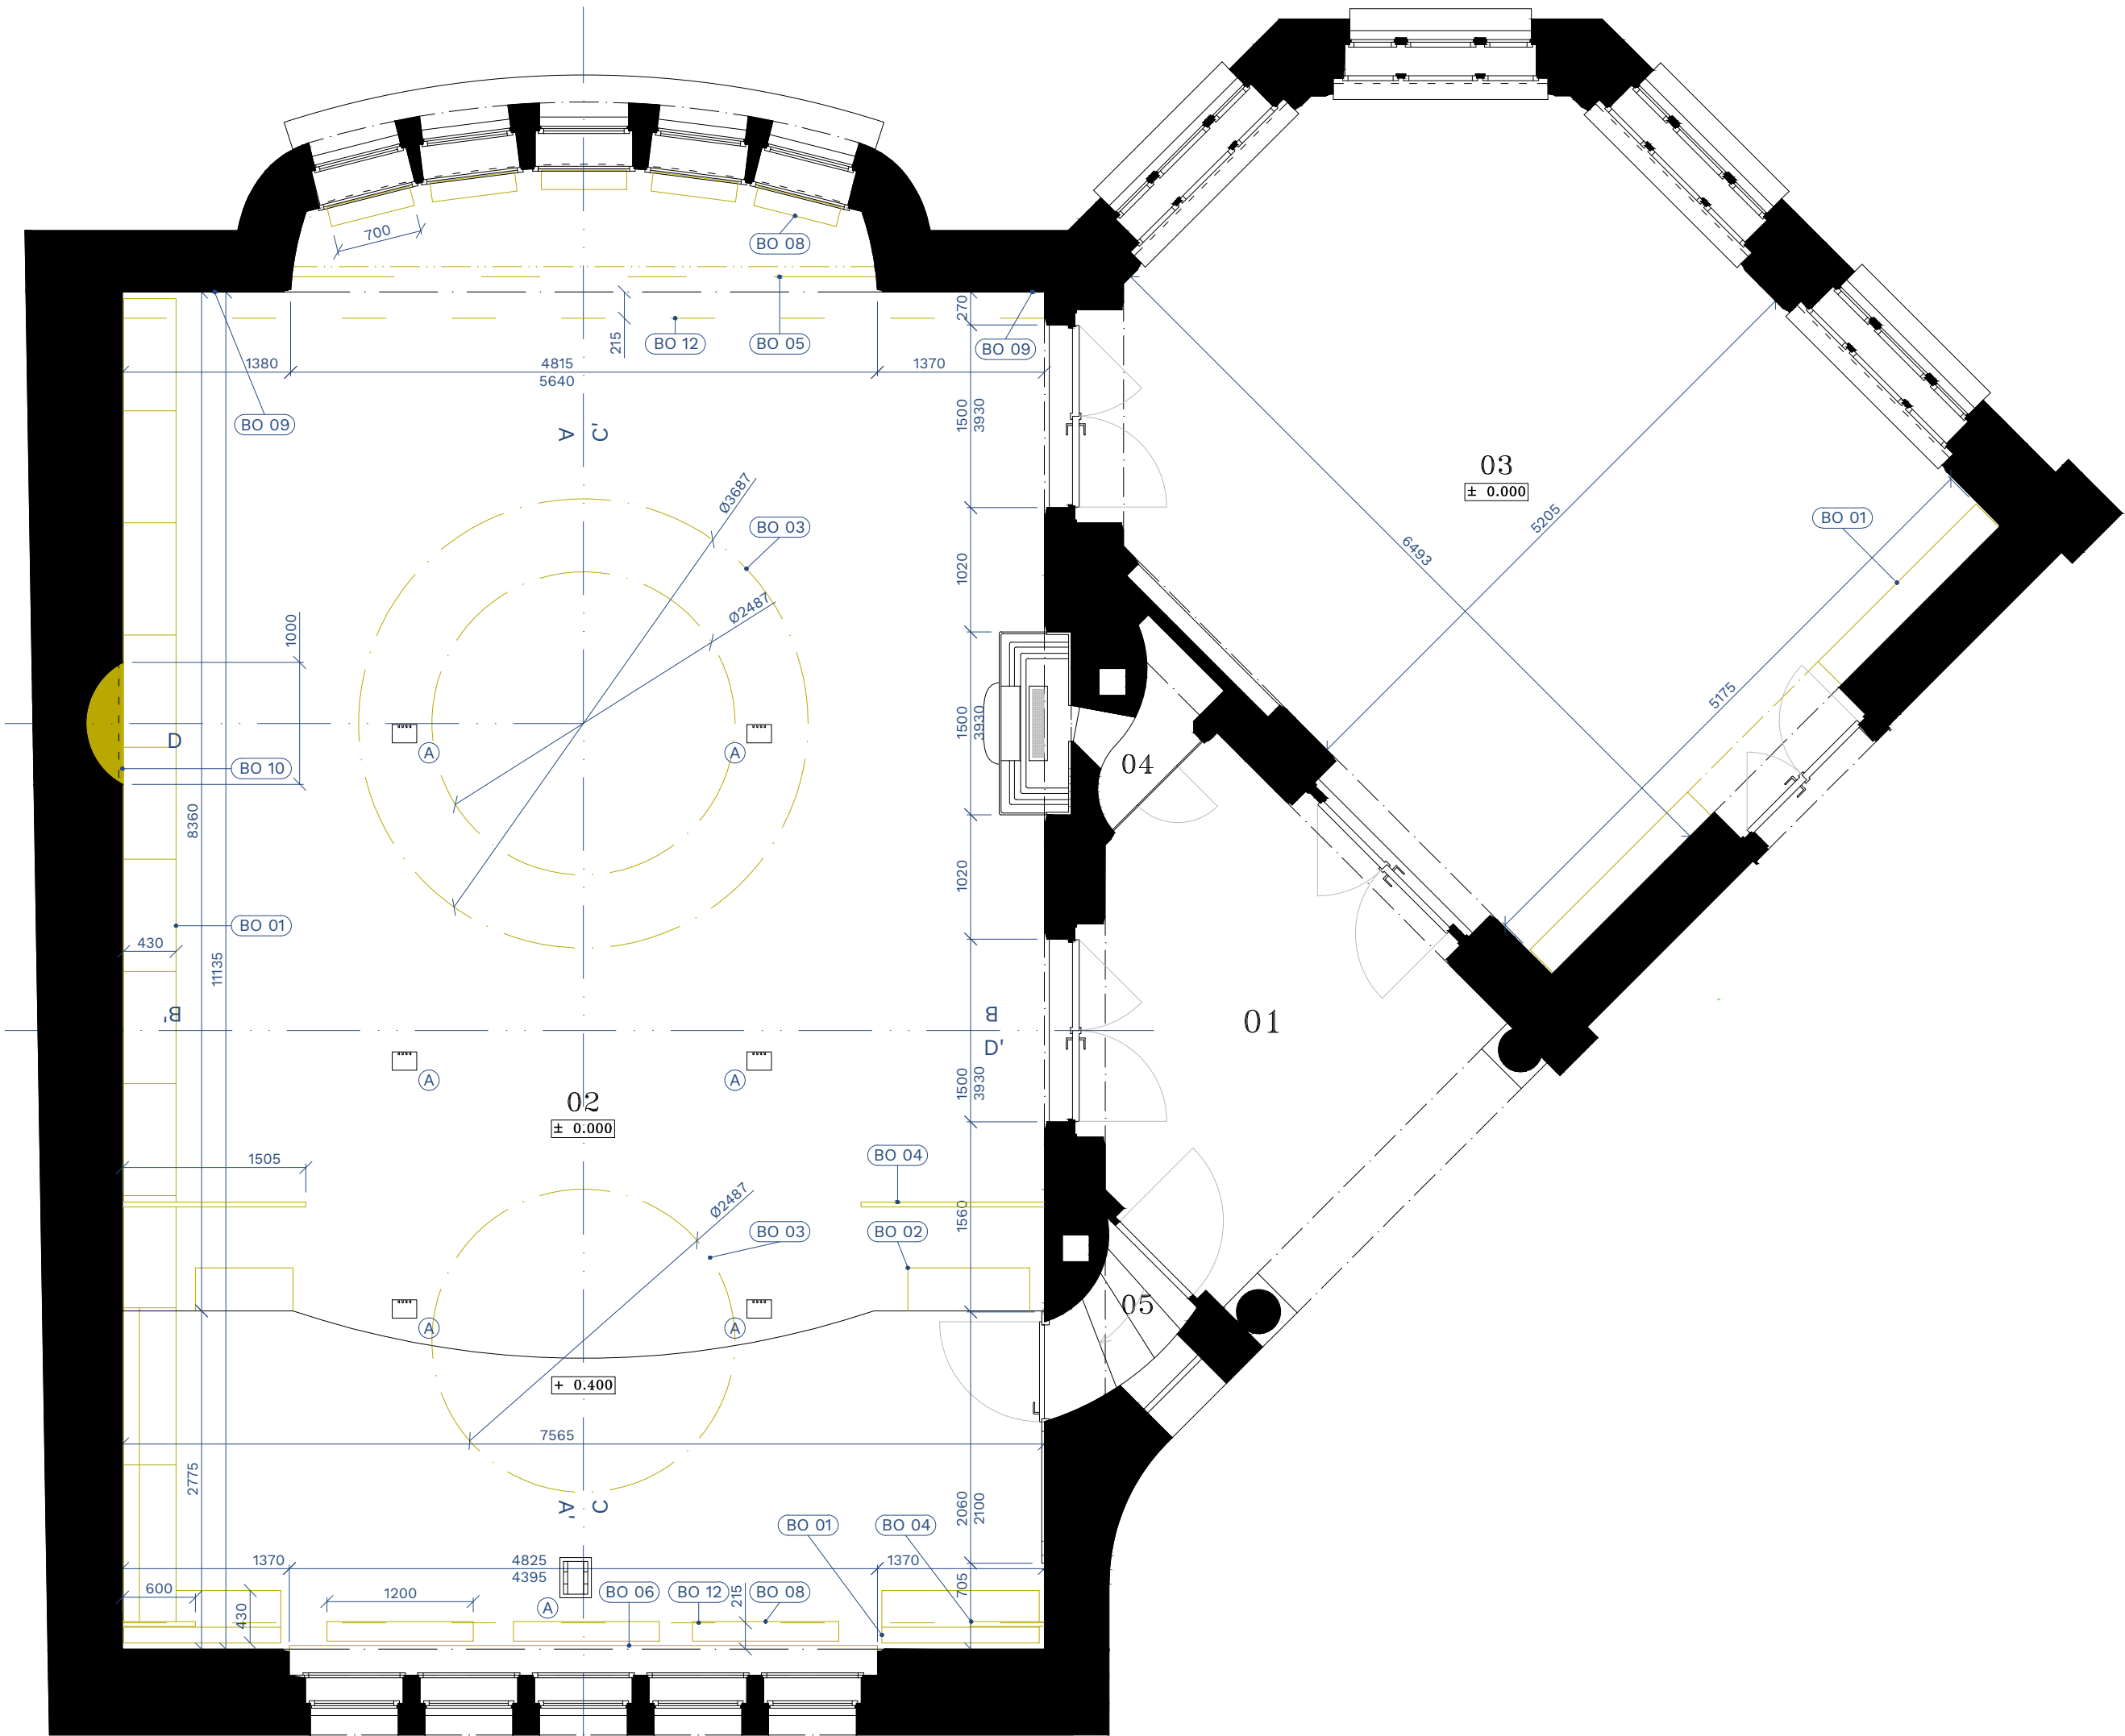 700
BO 08
BO 12
BO 05
BO 09
215
270
1380
4815
5640
1370
BO 09
1500
3930
A
C'
03
± 0.000
BO 01
Ø3687
BO 03
5205
6493
1020
Ø2487
1000
5175
1500
3930
D
A
A
04
BO 10
8360
1020
BO 01
430
11135
B'
B
D'
01
A
A
1500
3930
02
± 0.000
1505
BO 04
Ø2487
1560
BO 03
BO 02
A
A
05
+ 0.400
7565
2775
A'
C
2060
2100
BO 01
BO 04
1370
4825
4395
1370
600
1200
BO 06
BO 12
BO 08
215
705
430
A